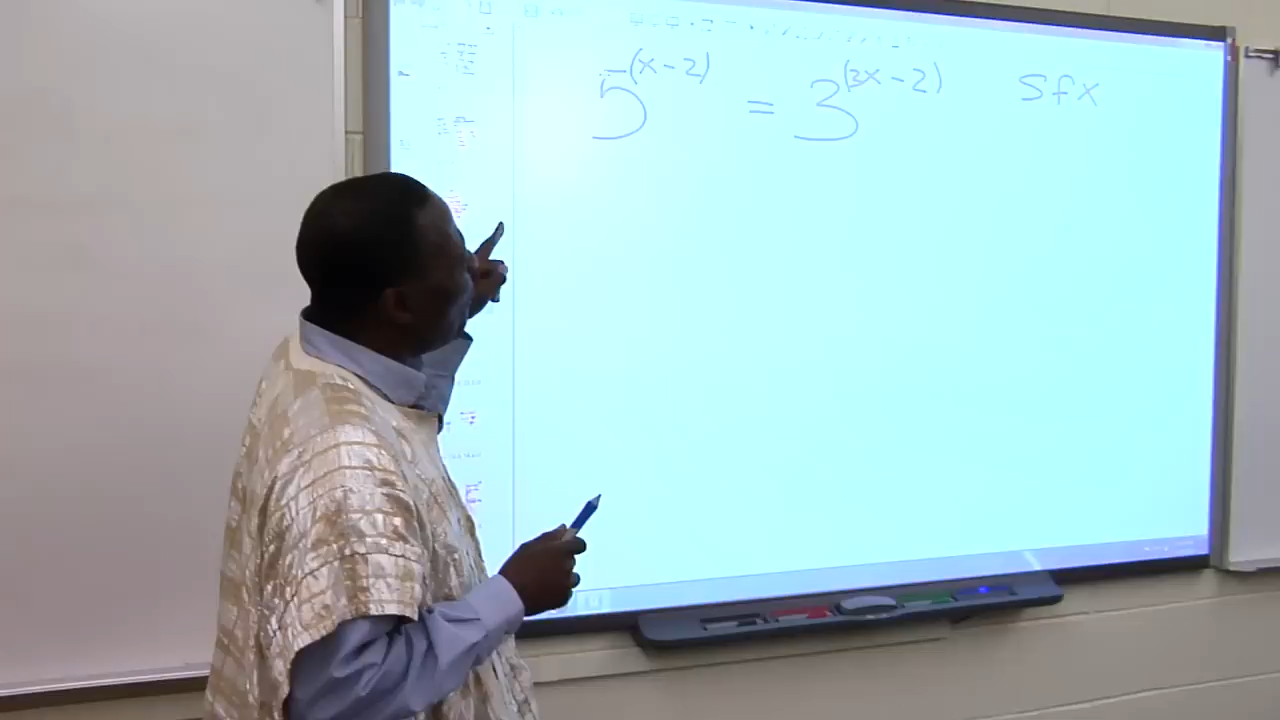 5^(x-2) = 3^(3x-2) sfx